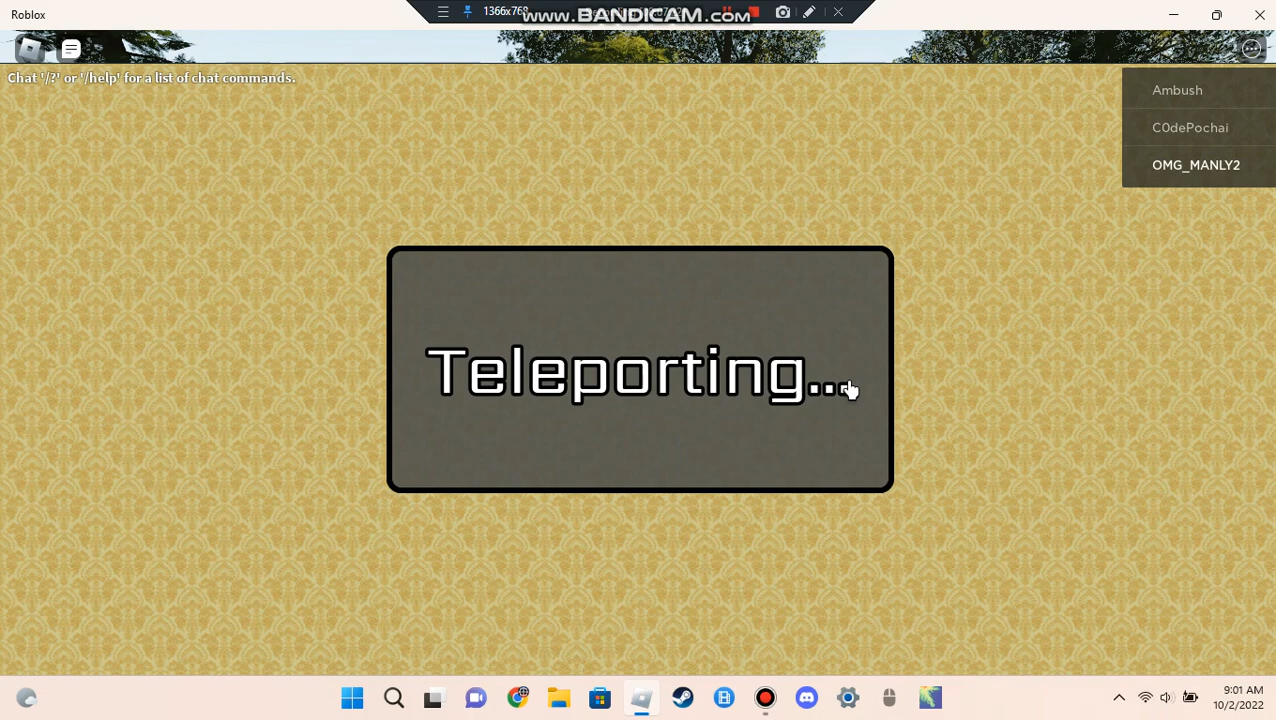 Roblox
1366x768
www.BANDICAM.com
Chat '/?' or '/help' for a list of chat commands.
Ambush
C0dePochai
OMG_MANLY2
Teleporting...
9:01 AM
10/2/2022